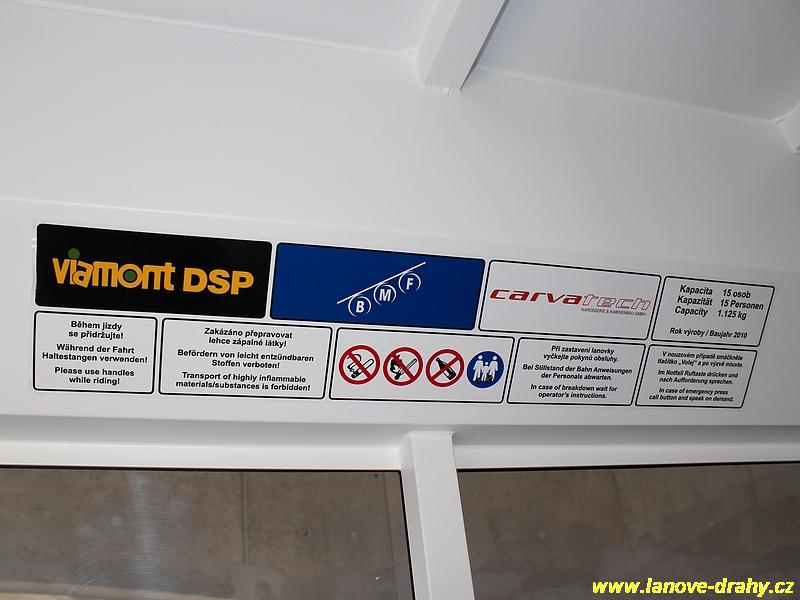 viamont DSP
B M F
carvatech
KAROSSERIE & KABINENBAU GMBH
Kapacita 15 osob
Kapazität 15 Personen
Capacity 1.125 kg
Rok výroby / Baujahr 2010
Během jízdy
se přidržujte!
Während der Fahrt
Haltestangen verwenden!
Please use handles
while riding!
Zakázáno přepravovat
lehce zápalné látky!
Befördern von leicht entzündbaren
Stoffen verboten!
Transport of highly inflammable
materials/substances is forbidden!
Při zastavení lanovky
vyčkejte pokynů obsluhy.
Bei Stillstand der Bahn Anweisungen
der Personals abwarten.
In case of breakdown wait for
operator's instructions.
V nouzovém případě zmáčkněte
tlačítko „Volej" a po výzvě mluvte.
Im Notfall Ruftaste drücken und
nach Aufforderung sprechen.
In case of emergency press
call button and speak on demand.
www.lanove-drahy.cz